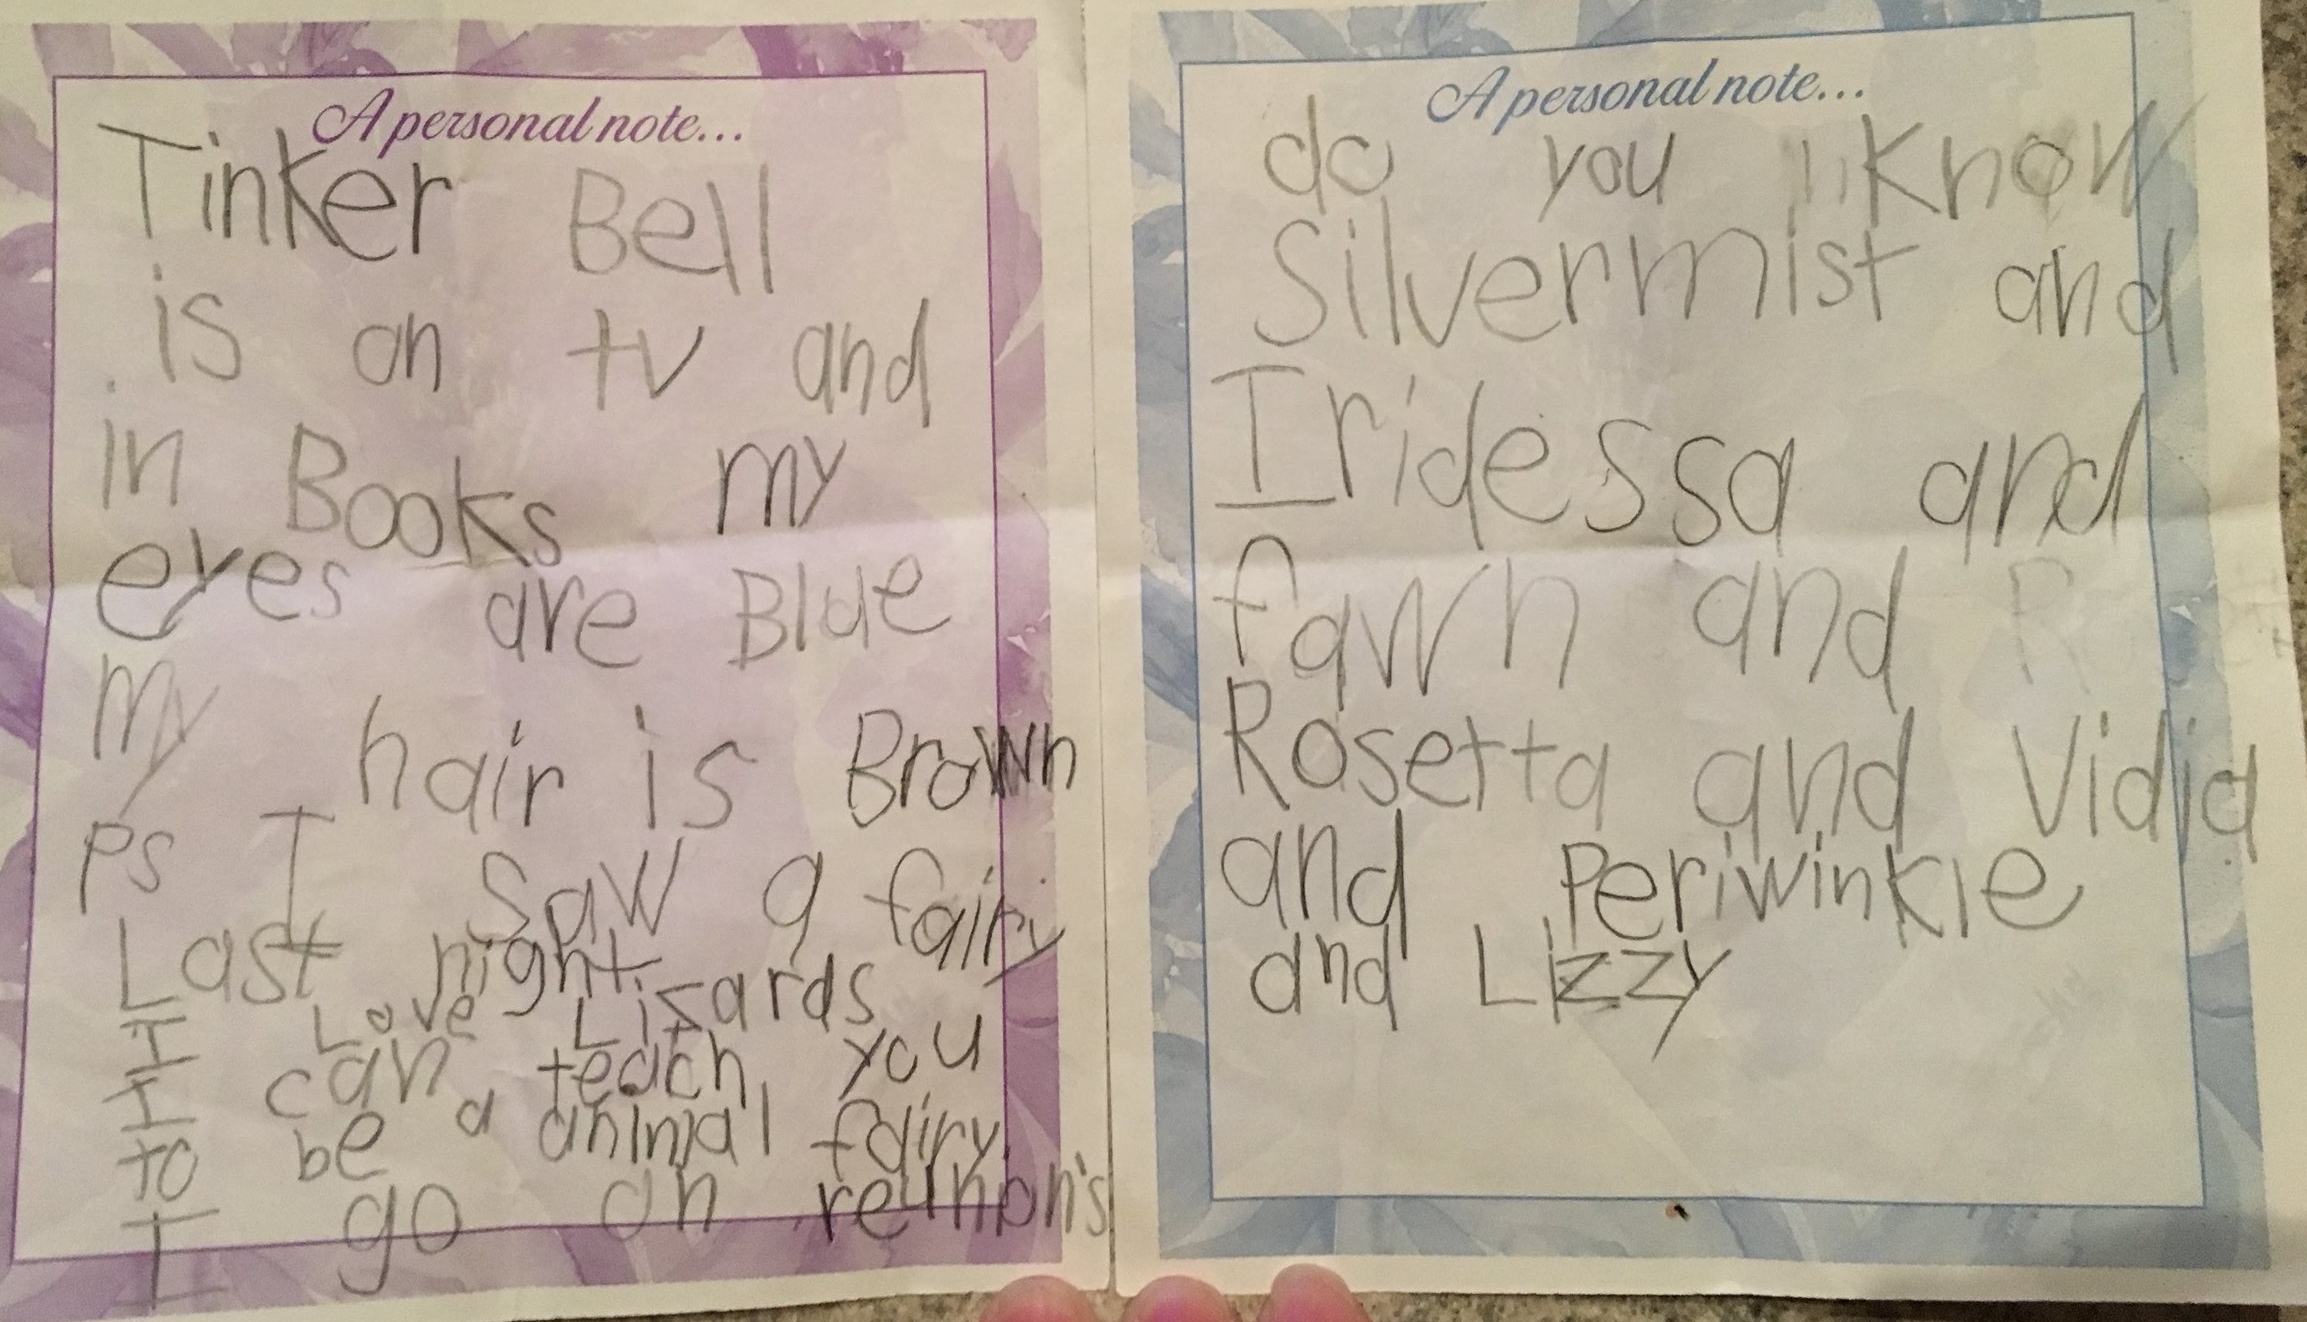 A personal note...
Tinker Bell
is on tv and
in Books my
eyes are Blue
my hair is Brown
PS I saw a fairy
Last night
I Love Lizards
I can teach you
to be a animal fairy
I go on reunion's
A personal note...
do you know
Silvermist and
Iridessa and
fawn and R
Rosetta and Vidia
and Periwinkle
and Lizzy